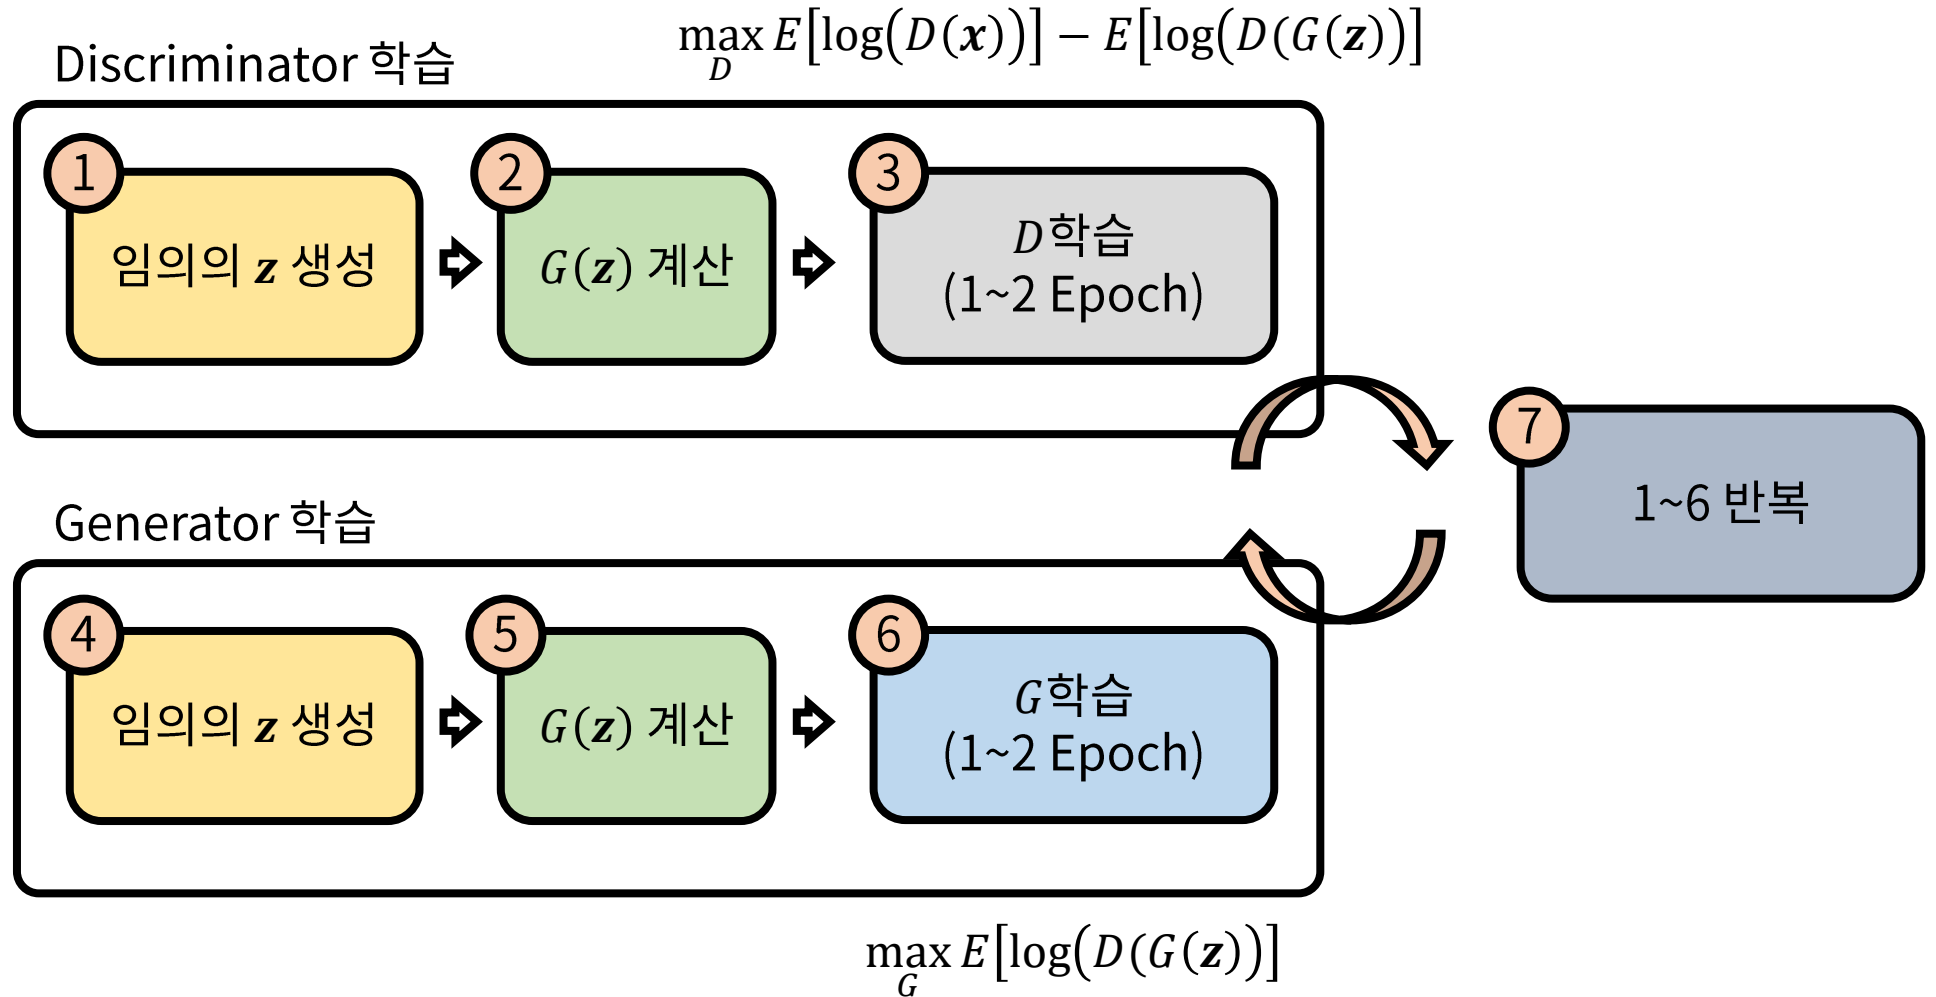 Discriminator 학습
max E[log(D(x))] − E[log(D(G(z))]
D
1
임의의 z 생성
2
G(z) 계산
3
D학습
(1~2 Epoch)
7
1~6 반복
Generator 학습
4
임의의 z 생성
5
G(z) 계산
6
G학습
(1~2 Epoch)
max E[log(D(G(z))]
G